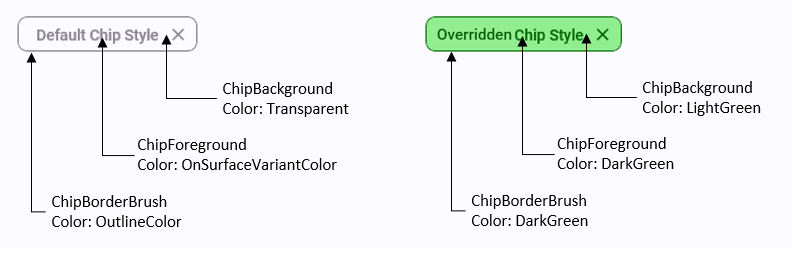 Default Chip Style
ChipBackground
Color: Transparent
ChipForeground
Color: OnSurfaceVariantColor
ChipBorderBrush
Color: OutlineColor
Overridden Chip Style
ChipBackground
Color: LightGreen
ChipForeground
Color: DarkGreen
ChipBorderBrush
Color: DarkGreen